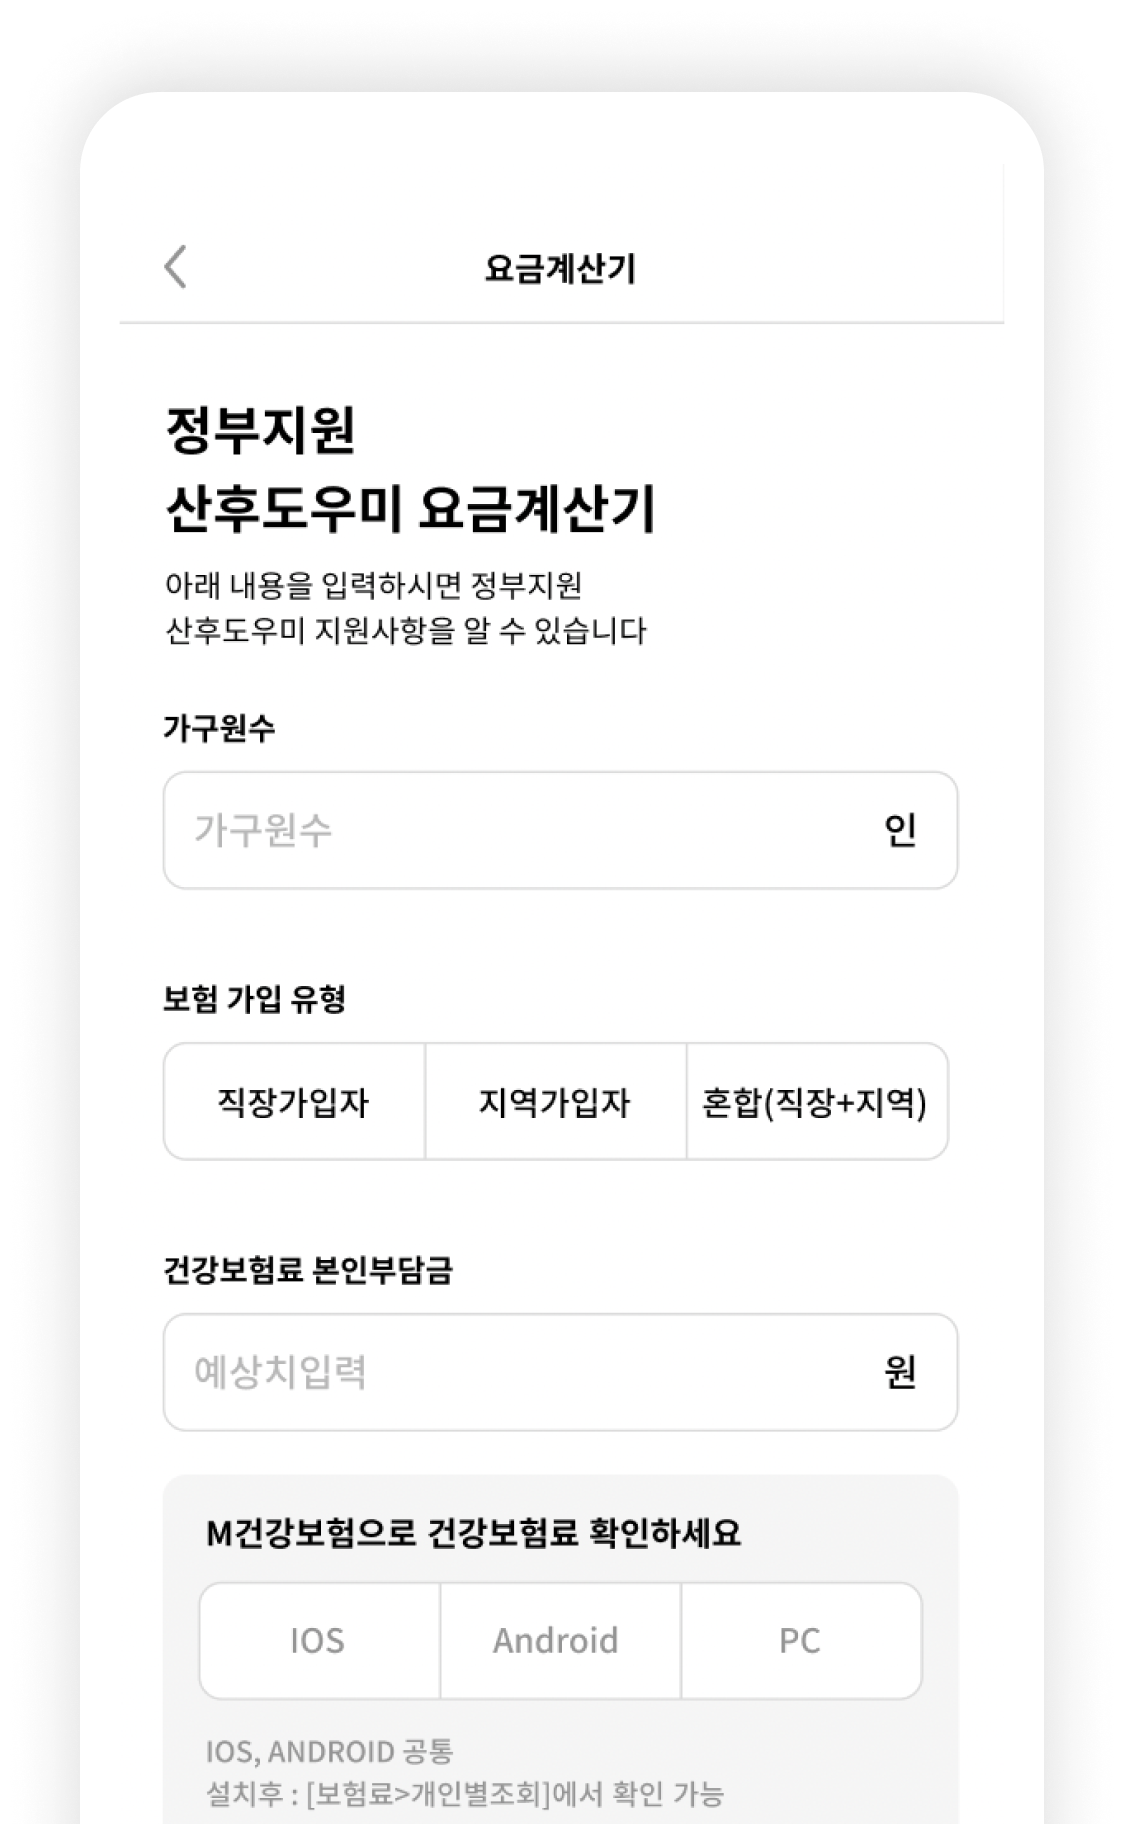 요금계산기
정부지원
산후도우미 요금계산기
아래 내용을 입력하시면 정부지원
산후도우미 지원사항을 알 수 있습니다
가구원수
가구원수 인
보험 가입 유형
직장가입자 지역가입자 혼합(직장+지역)
건강보험료 본인부담금
예상치입력 원
M건강보험으로 건강보험료 확인하세요
IOS Android PC
IOS, ANDROID 공통
설치후 : [보험료>개인별조회]에서 확인 가능